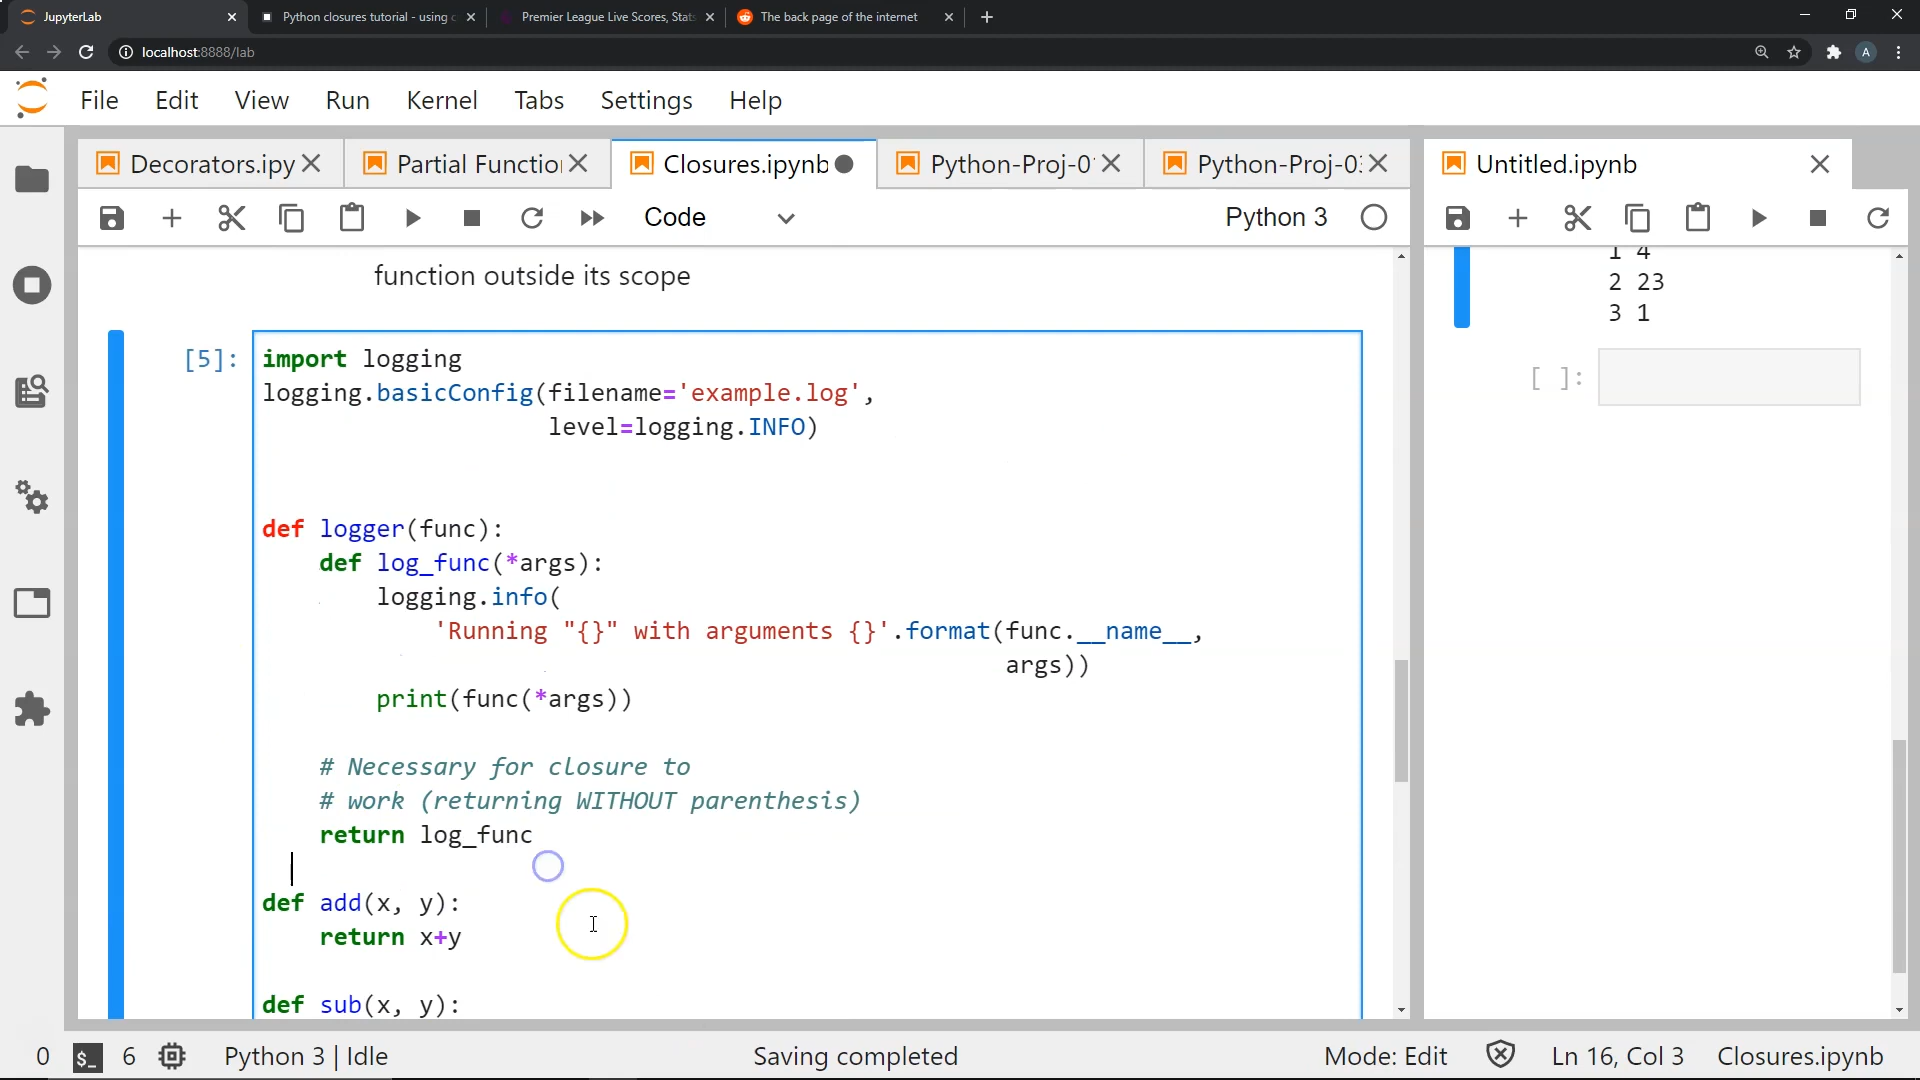 JupyterLab
Python closures tutorial - using c
Premier League Live Scores, Stats
The back page of the internet
localhost:8888/lab
A
File Edit View Run Kernel Tabs Settings Help
Decorators.ipy
Partial Function
Closures.ipynb
Python-Proj-0
Python-Proj-03
Untitled.ipynb
Code
Python 3
function outside its scope
[5]:
import logging
logging.basicConfig(filename='example.log',
level=logging.INFO)
def logger(func):
def log_func(*args):
logging.info(
'Running "{}" with arguments {}'.format(func.__name__,
args))
print(func(*args))
# Necessary for closure to
# work (returning WITHOUT parenthesis)
return log_func
def add(x, y):
return x+y
def sub(x, y):
1 4
2 23
3 1
[ ]:
0
$_
6
Python 3 | Idle
Saving completed
Mode: Edit
Ln 16, Col 3
Closures.ipynb